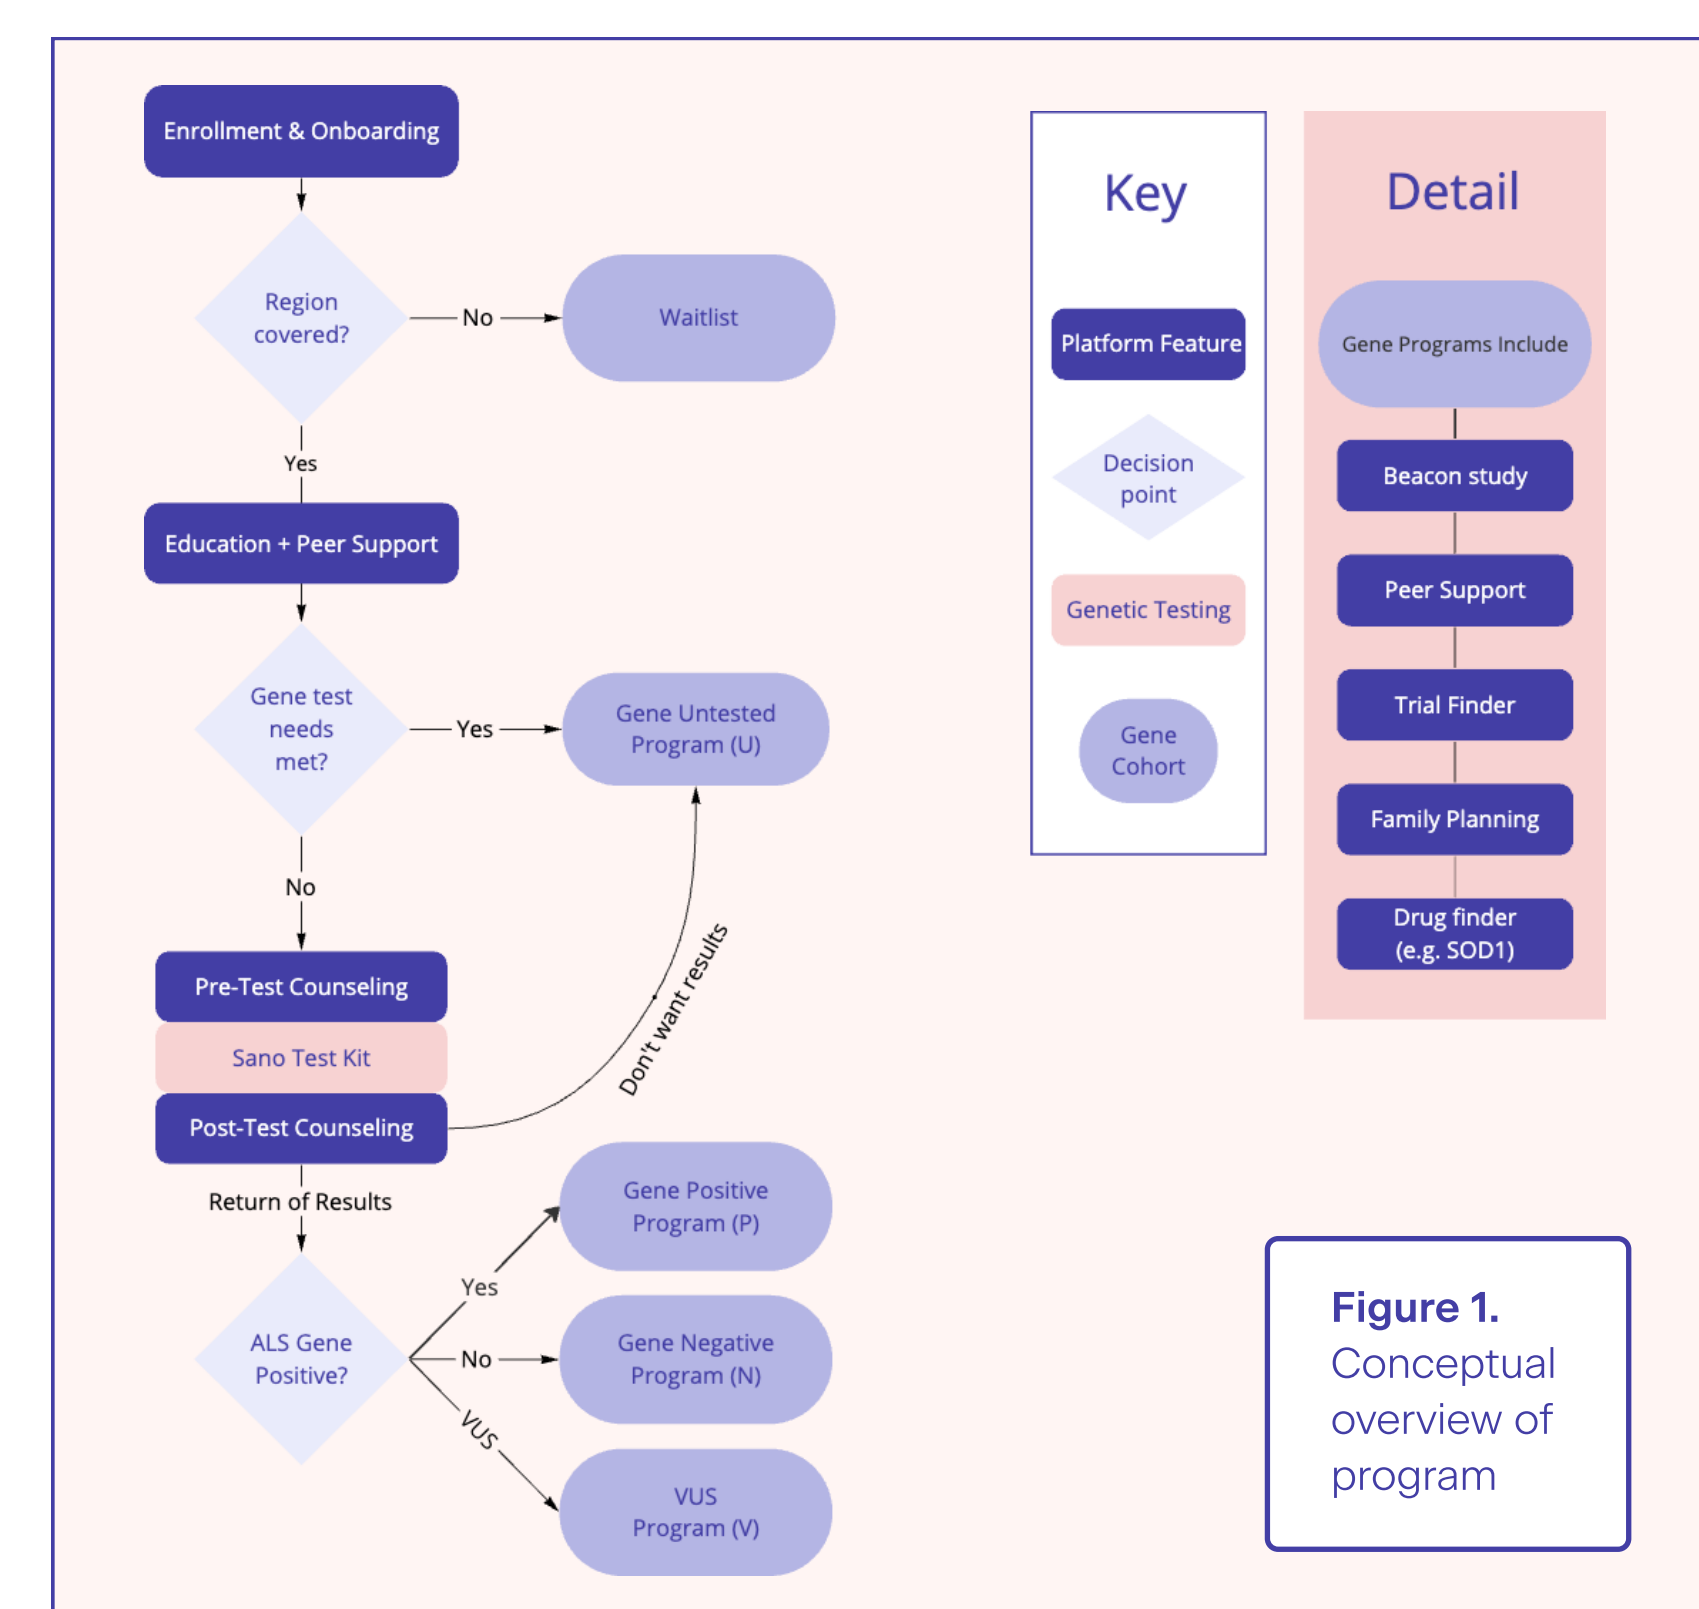 Enrollment & Onboarding
Region
covered?
No
Waitlist
Yes
Education + Peer Support
Gene test
needs
met?
Yes
Gene Untested
Program (U)
No
Pre-Test Counseling
Sano Test Kit
Post-Test Counseling
Don't want results
Return of Results
ALS Gene
Positive?
Yes
Gene Positive
Program (P)
No
Gene Negative
Program (N)
VUS
VUS
Program (V)
Key
Platform Feature
Decision
point
Genetic Testing
Gene
Cohort
Detail
Gene Programs Include
Beacon study
Peer Support
Trial Finder
Family Planning
Drug finder
(e.g. SOD1)
Figure 1.
Conceptual
overview of
program